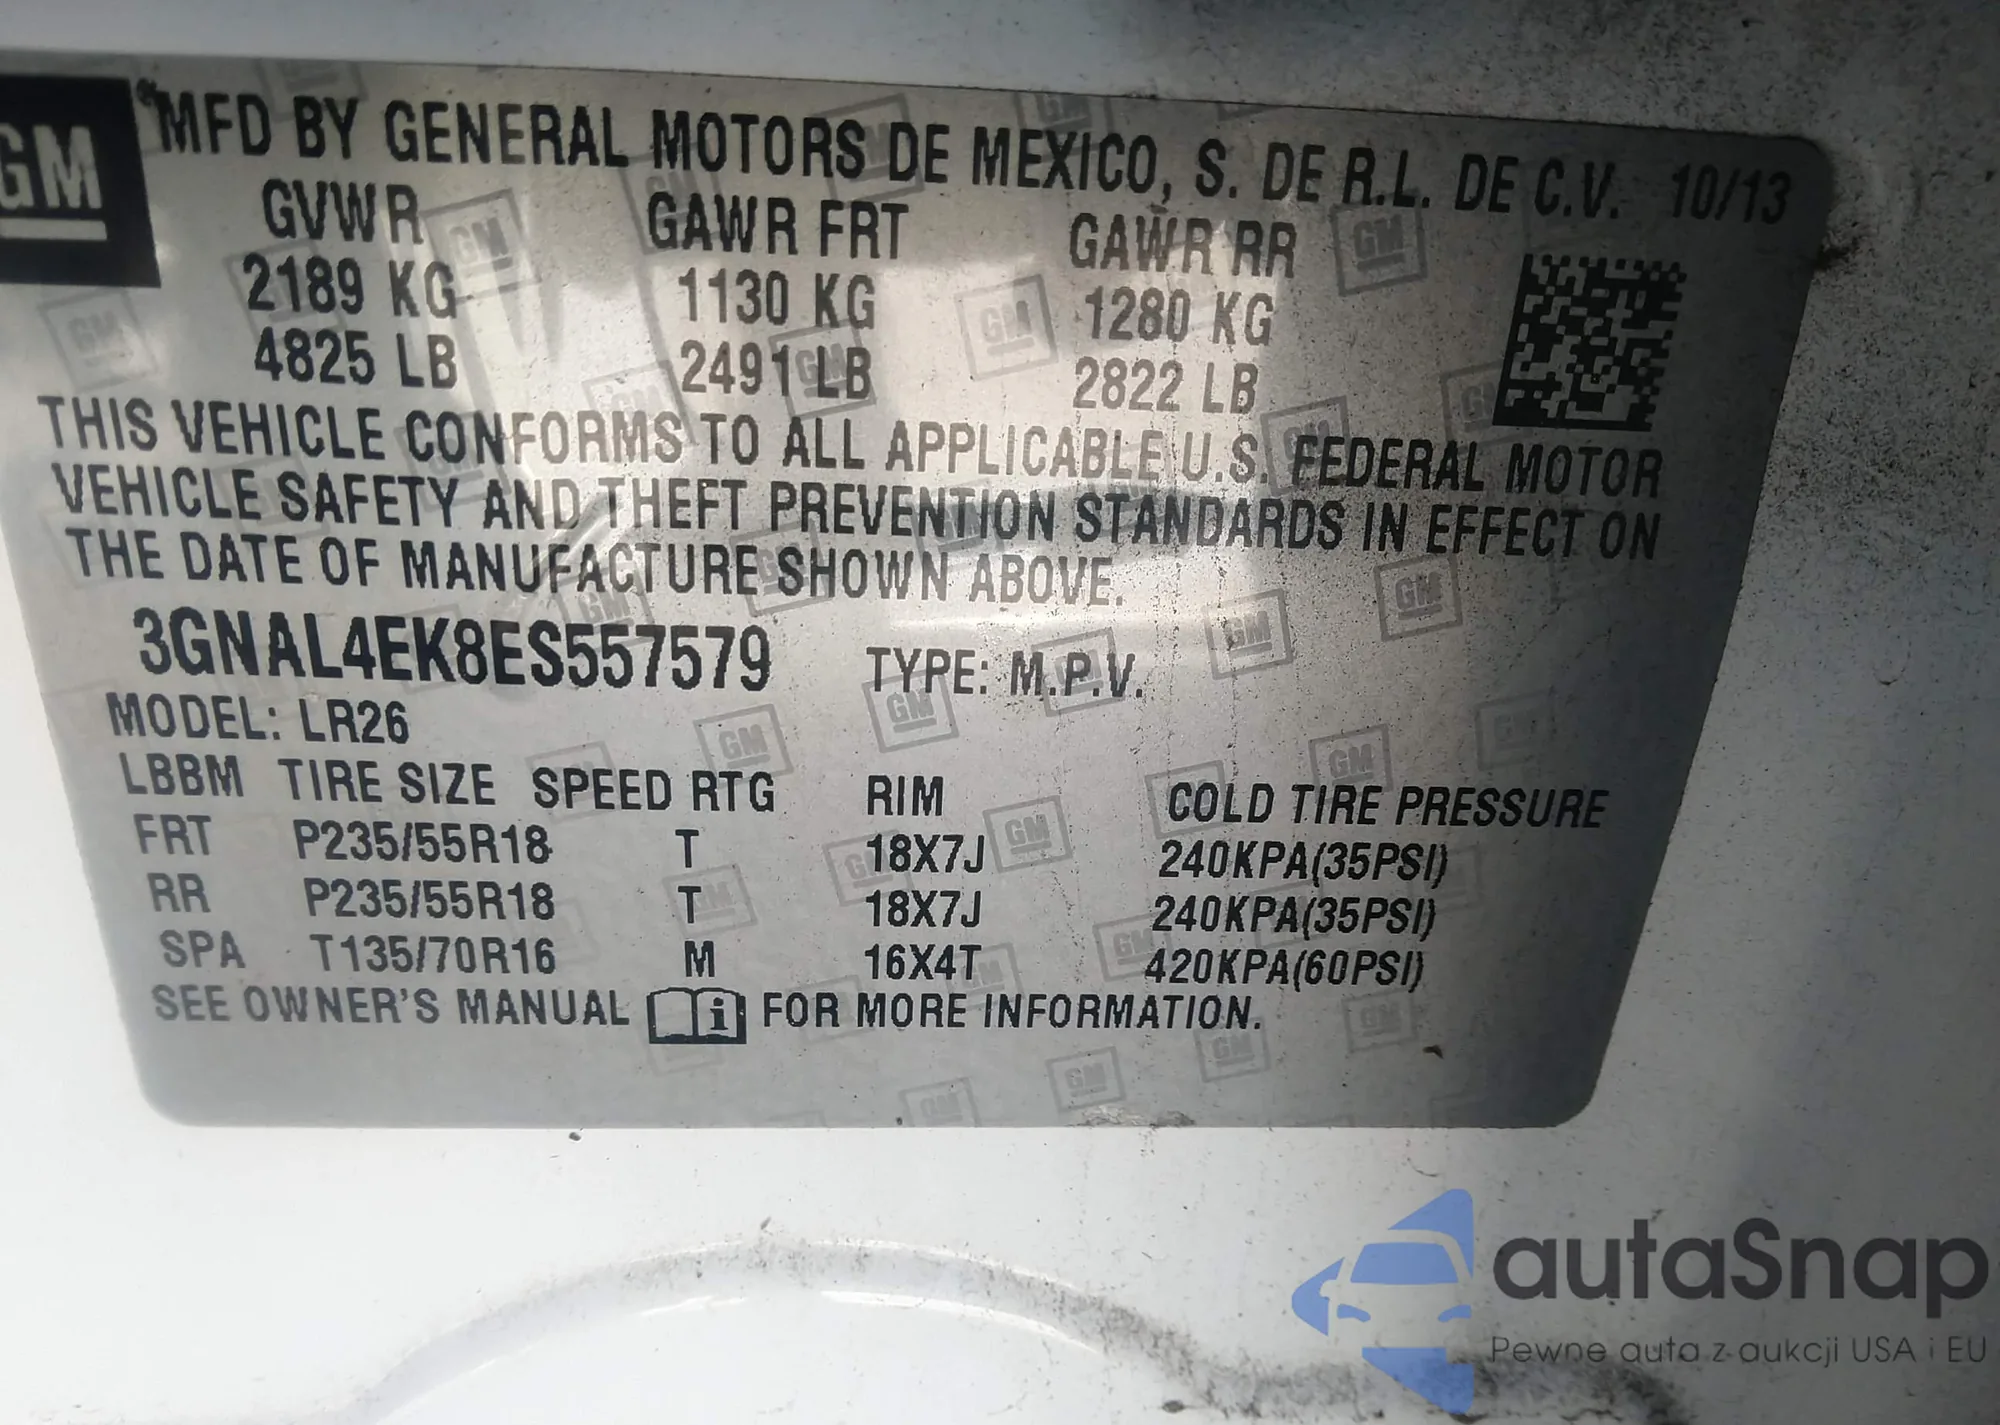 GM
MFD BY GENERAL MOTORS DE MEXICO, S. DE R.L. DE C.V. 10/13
GVWR GAWR FRT GAWR RR
2189 KG 1130 KG 1280 KG
4825 LB 2491 LB 2822 LB
THIS VEHICLE CONFORMS TO ALL APPLICABLE U.S. FEDERAL MOTOR
VEHICLE SAFETY AND THEFT PREVENTION STANDARDS IN EFFECT ON
THE DATE OF MANUFACTURE SHOWN ABOVE.
3GNAL4EK8ES557579 TYPE: M.P.V.
MODEL: LR26
LBBM TIRE SIZE SPEED RTG RIM COLD TIRE PRESSURE
FRT P235/55R18 T 18X7J 240KPA(35PSI)
RR P235/55R18 T 18X7J 240KPA(35PSI)
SPA T135/70R16 M 16X4T 420KPA(60PSI)
SEE OWNER'S MANUAL i FOR MORE INFORMATION.
autaSnap
Pewne auta z aukcji USA i EU